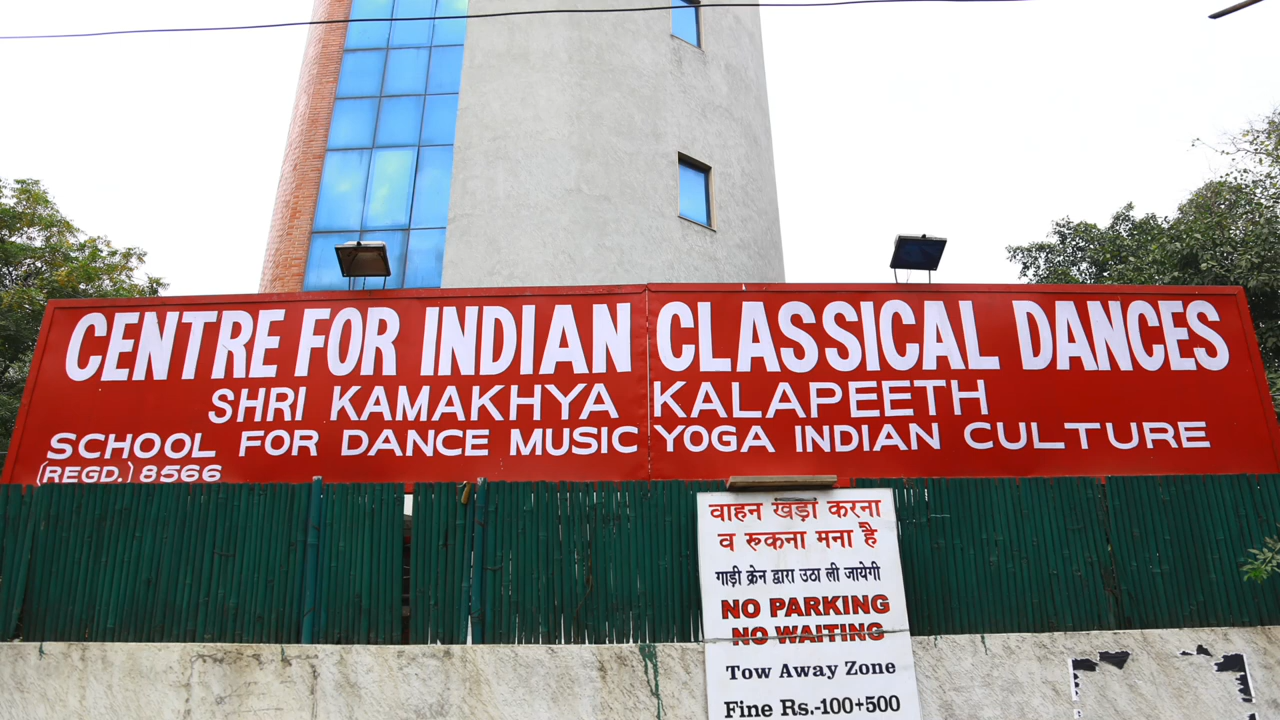 CENTRE FOR INDIAN CLASSICAL DANCES
SHRI KAMAKHYA KALAPEETH
SCHOOL FOR DANCE MUSIC YOGA INDIAN CULTURE
(REGD.) 8566
वाहन खड़ा करना
व रूकना मना है
गाड़ी क्रेन द्वारा उठा ली जायेगी
NO PARKING
NO WAITING
Tow Away Zone
Fine Rs.-100+500